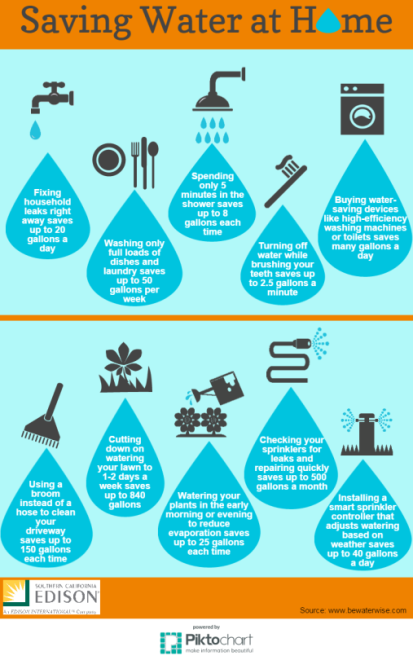 Saving Water at Home
Fixing
household
leaks right
away saves
up to 20
gallons a
day
Washing only
full loads of
dishes and
laundry saves
up to 50
gallons per
week
Spending
only 5
minutes in the
shower saves
up to 8
gallons each
time
Turning off
water while
brushing your
teeth saves up
to 2.5 gallons a
minute
Buying water-
saving devices
like high-efficiency
washing machines
or toilets saves
many gallons a
day
Using a
broom
instead of a
hose to clean
your
driveway
saves up to
150 gallons
each time
Cutting
down on
watering
your lawn to
1-2 days a
week saves
up to 840
gallons
Watering your
plants in the early
morning or evening
to reduce
evaporation saves
up to 25 gallons
each time
Checking your
sprinklers for
leaks and
repairing quickly
saves up to 500
gallons a month
Installing a
smart sprinkler
controller that
adjusts watering
based on
weather saves
up to 40 gallons
a day
SOUTHERN CALIFORNIA
EDISON
An EDISON INTERNATIONAL™ Company
Source: www.bewaterwise.com
powered by
Piktochart
make information beautiful